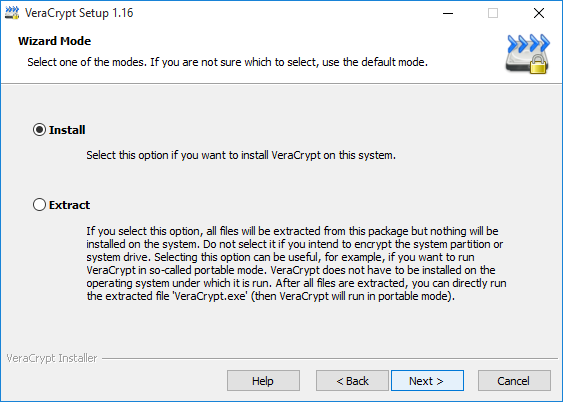 VeraCrypt Setup 1.16
Wizard Mode
Select one of the modes. If you are not sure which to select, use the default mode.
Install
Select this option if you want to install VeraCrypt on this system.
Extract
If you select this option, all files will be extracted from this package but nothing will be
installed on the system. Do not select it if you intend to encrypt the system partition or
system drive. Selecting this option can be useful, for example, if you want to run
VeraCrypt in so-called portable mode. VeraCrypt does not have to be installed on the
operating system under which it is run. After all files are extracted, you can directly run
the extracted file 'VeraCrypt.exe' (then VeraCrypt will run in portable mode).
VeraCrypt Installer
Help
< Back
Next >
Cancel